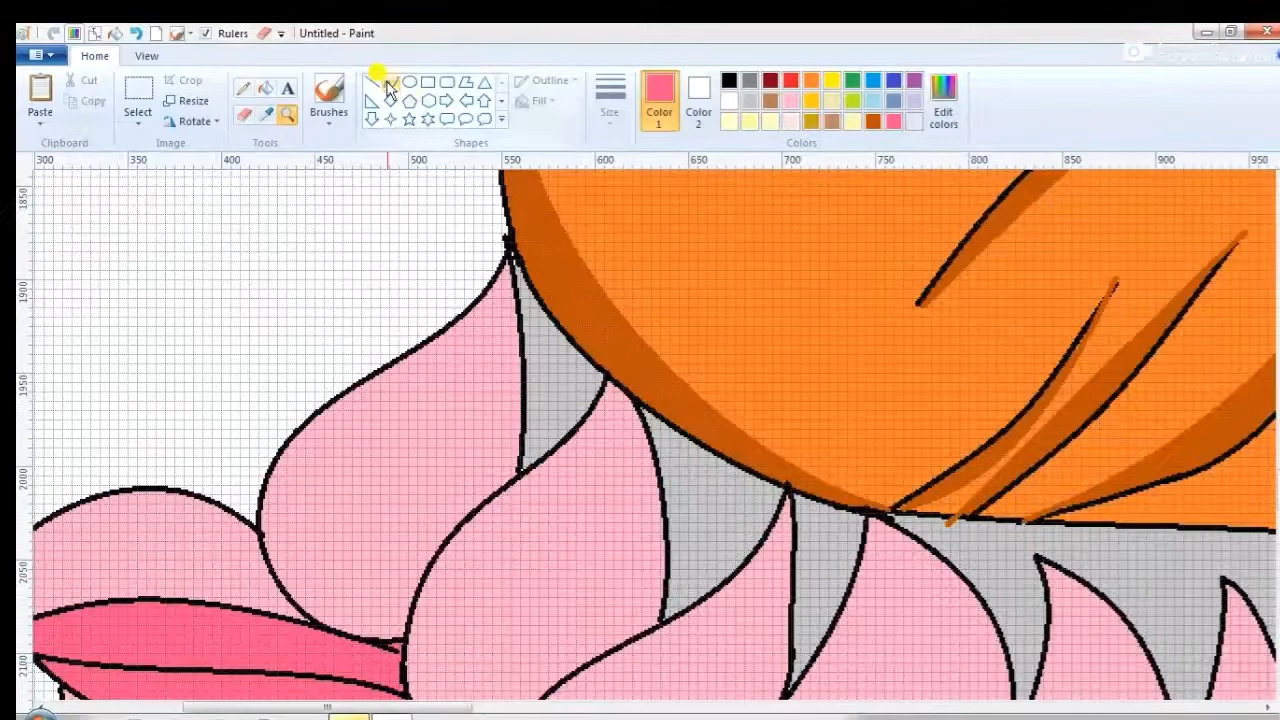 Rulers Untitled - Paint
Home View
Paste Cut Copy
Select Crop Resize Rotate
A
Brushes
Outline Fill
Size
Color 1
Color 2
Edit colors
Clipboard Image Tools Shapes Colors
300 350 400 450 500 550 600 650 700 750 800 850 900 950
1850
1900
1950
2000
2050
2100